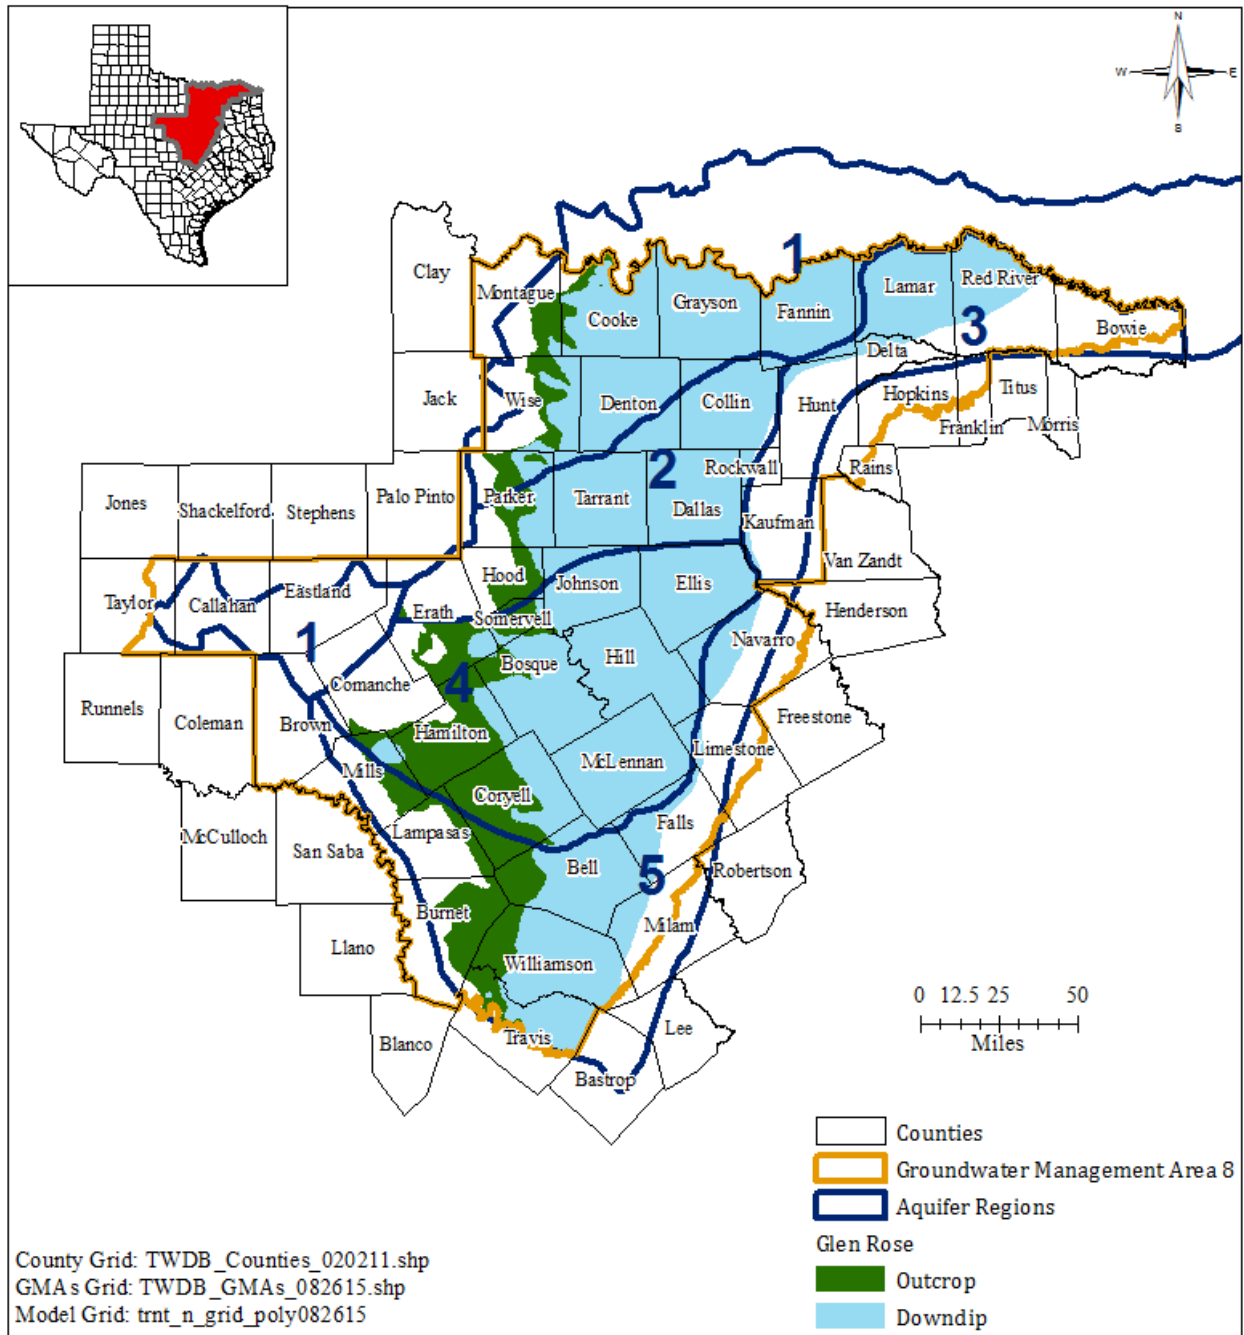 N
W E
S
1
Clay
Montague
Cooke
Grayson
Fannin
Lamar
Red River
3
Bowie
Delta
Jack
Wise
Denton
Collin
Hunt
Hopkins
Titus
Franklin
Morris
2
Rockwall
Rains
Jones
Shackelford
Stephens
Palo Pinto
Parker
Tarrant
Dallas
Kaufman
Van Zandt
Taylor
Callahan
Eastland
Erath
Hood
Johnson
Ellis
Somervell
Henderson
Navarro
1
4
Bosque
Hill
Comanche
Runnels
Coleman
Brown
Hamilton
Freestone
Limestone
McLennan
Mills
Coryell
McCulloch
San Saba
Lampasas
Falls
Bell
5
Robertson
Burnet
Milam
Llano
Williamson
Travis
Lee
Blanco
Bastrop
0 12.5 25 50
Miles
Counties
Groundwater Management Area 8
Aquifer Regions
Glen Rose
Outcrop
Downdip
County Grid: TWDB_Counties_020211.shp
GMAs Grid: TWDB_GMAs_082615.shp
Model Grid: trnt_n_grid_poly082615